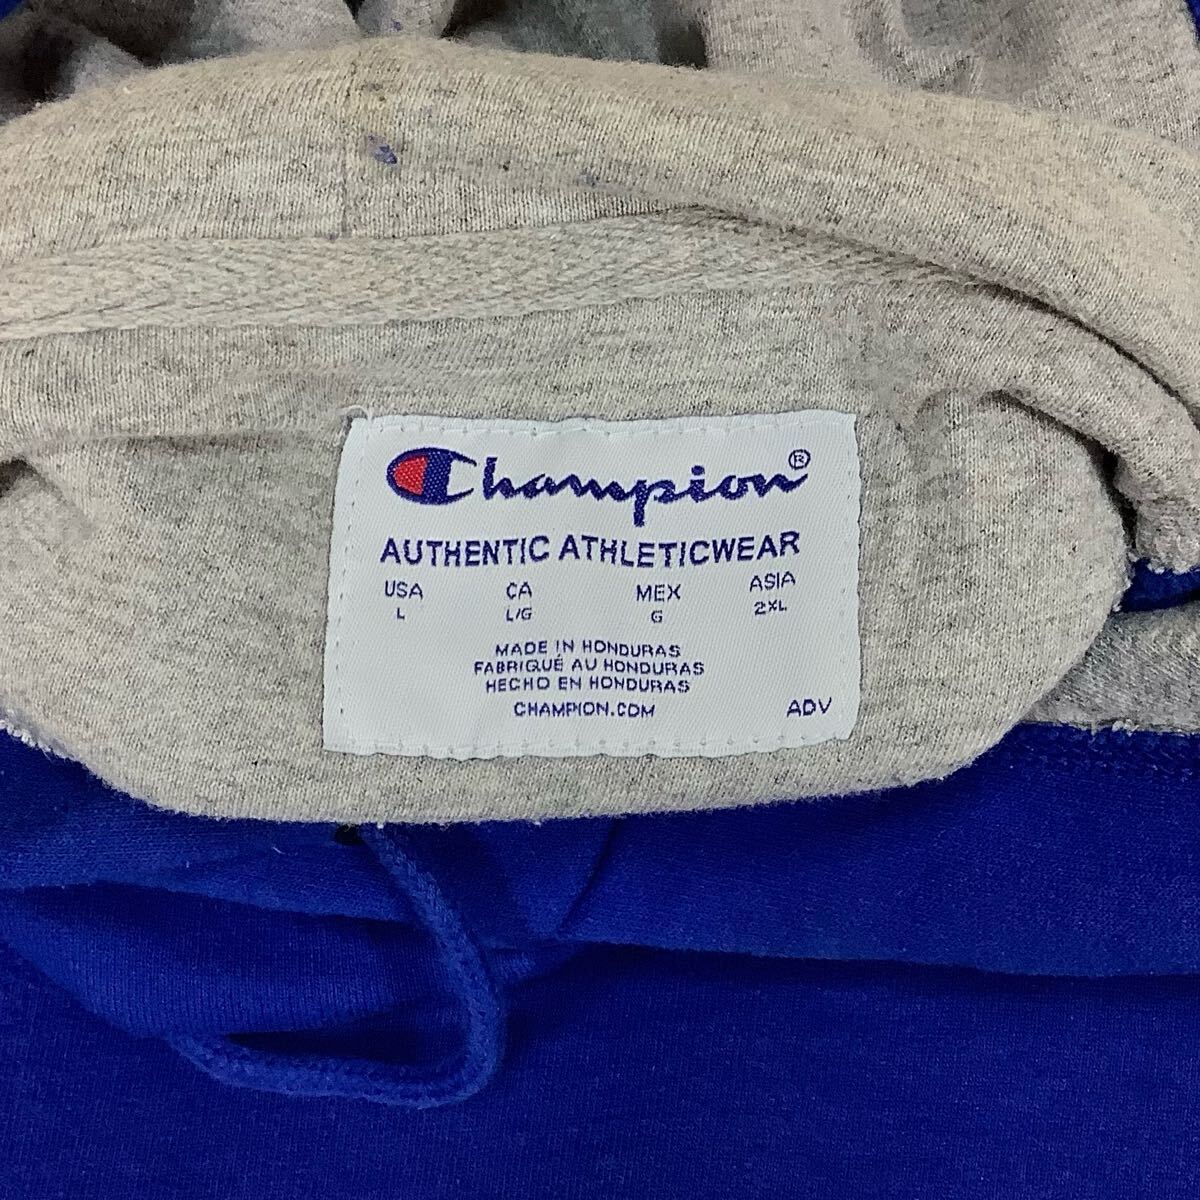 Champion®
AUTHENTIC ATHLETICWEAR
USA CA MEX ASIA
L L/G G 2XL
MADE IN HONDURAS
FABRIQUÉ AU HONDURAS
HECHO EN HONDURAS
CHAMPION.COM ADV